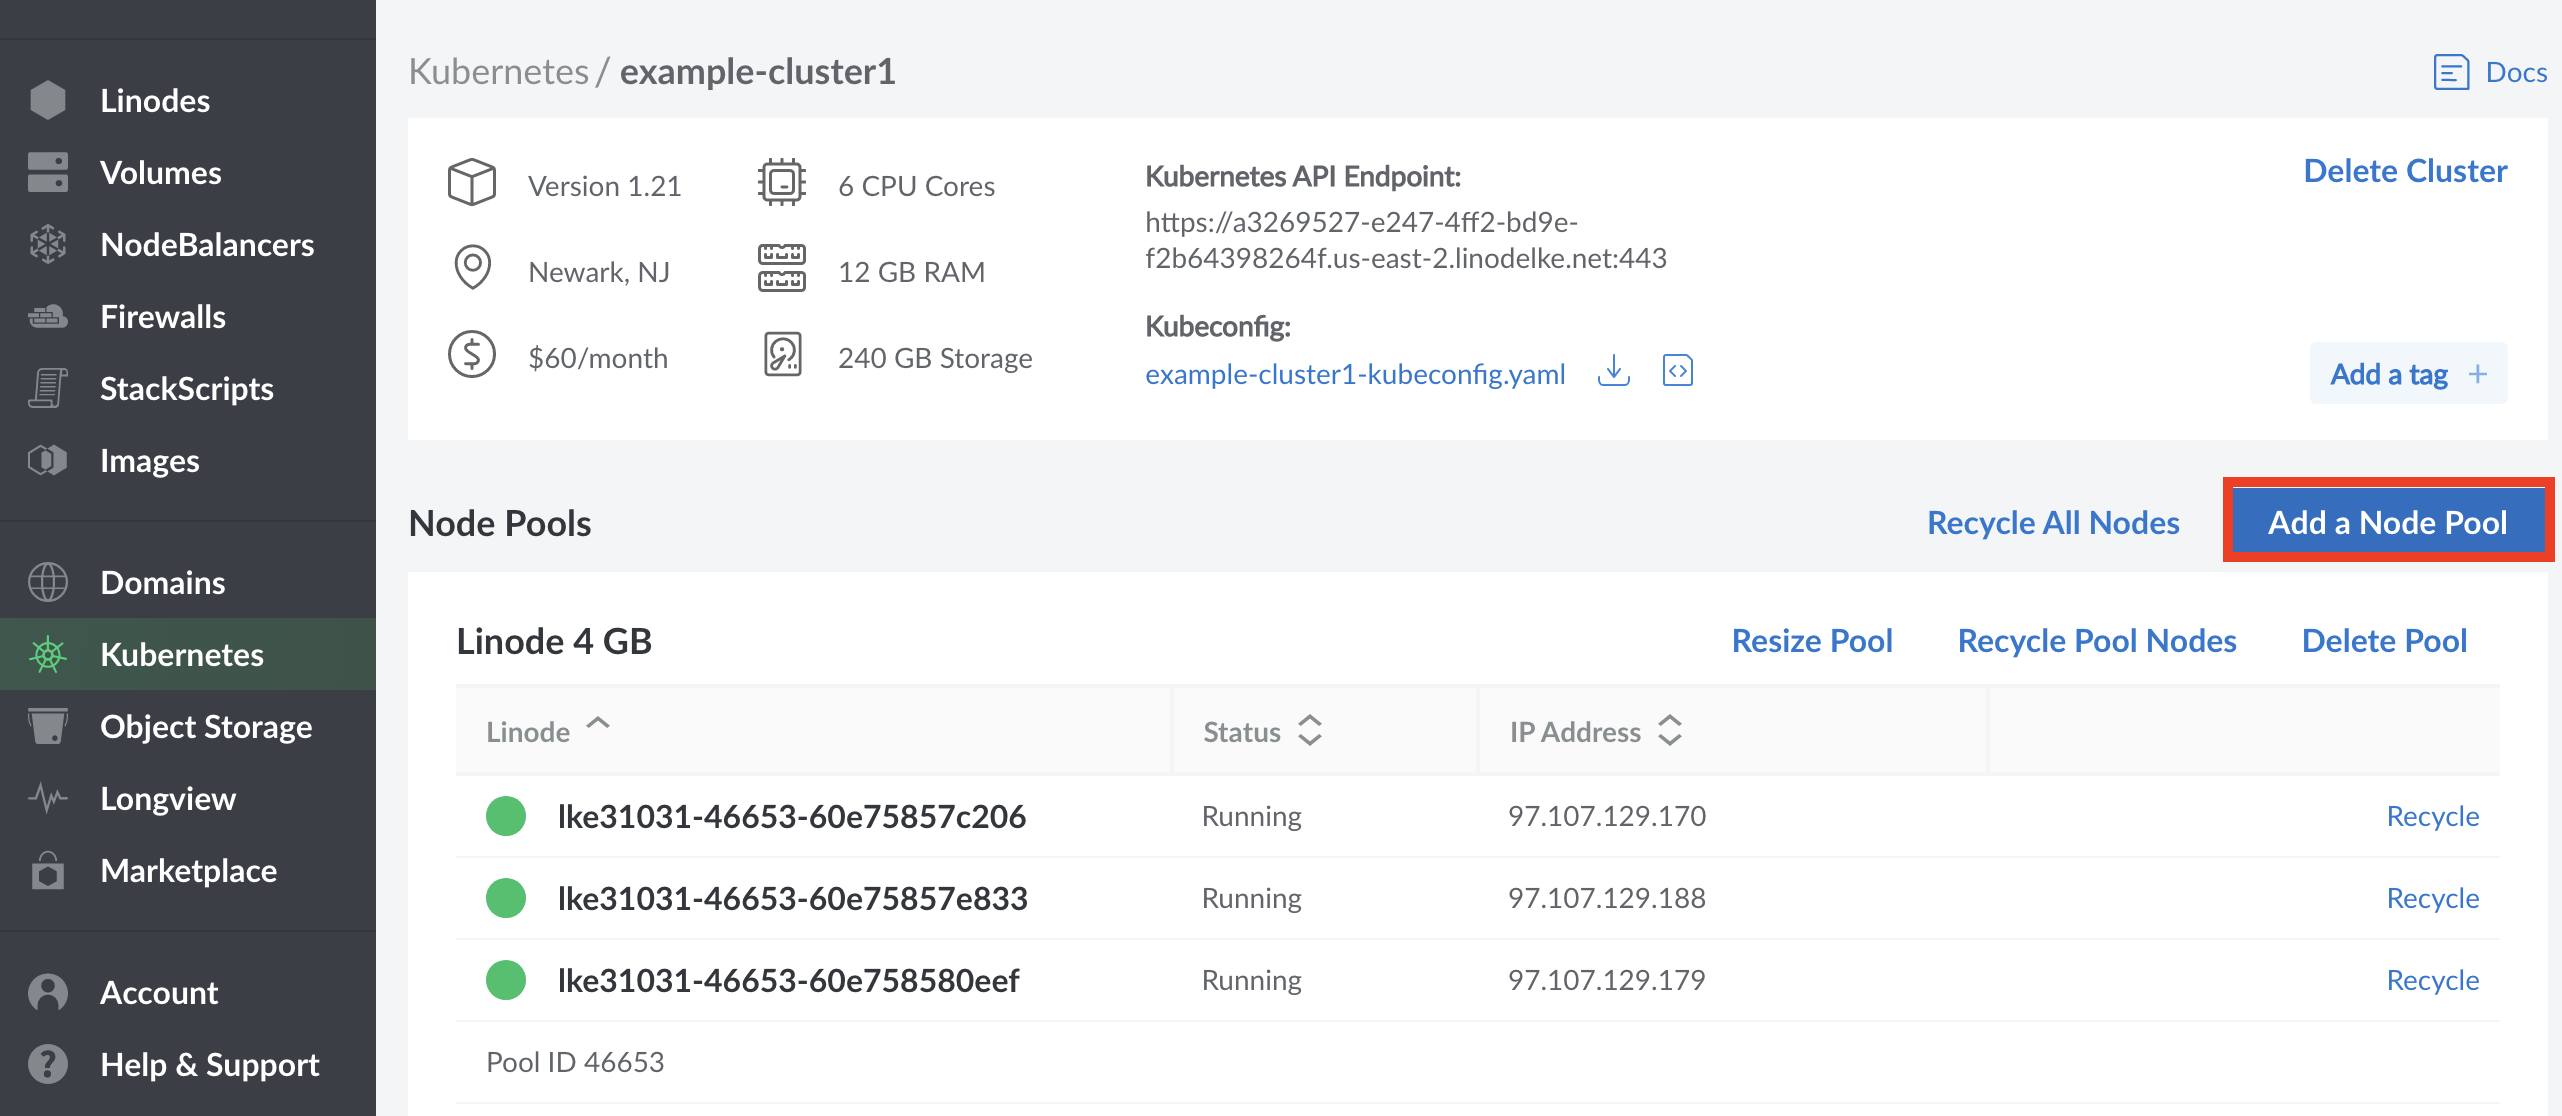 Linodes
Volumes
NodeBalancers
Firewalls
StackScripts
Images
Domains
Kubernetes
Object Storage
Longview
Marketplace
Account
Help & Support
Kubernetes / example-cluster1
Docs
Version 1.21
6 CPU Cores
Newark, NJ
12 GB RAM
$60/month
240 GB Storage
Kubernetes API Endpoint:
https://a3269527-e247-4ff2-bd9e-
f2b64398264f.us-east-2.linodelke.net:443
Kubeconfig:
example-cluster1-kubeconfig.yaml
Delete Cluster
Add a tag +
Node Pools
Recycle All Nodes
Add a Node Pool
Linode 4 GB
Resize Pool
Recycle Pool Nodes
Delete Pool
Linode Status IP Address
lke31031-46653-60e75857c206 Running 97.107.129.170 Recycle
lke31031-46653-60e75857e833 Running 97.107.129.188 Recycle
lke31031-46653-60e758580eef Running 97.107.129.179 Recycle
Pool ID 46653